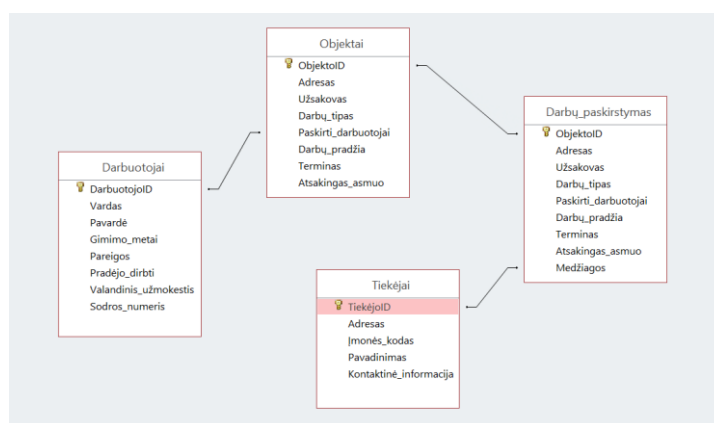 Objektai
ObjektoID
Adresas
Užsakovas
Darbų_tipas
Paskirti_darbuotojai
Darbų_pradžia
Terminas
Atsakingas_asmuo
Darbų_paskirstymas
ObjektoID
Adresas
Užsakovas
Darbų_tipas
Paskirti_darbuotojai
Darbų_pradžia
Terminas
Atsakingas_asmuo
Medžiagos
Darbuotojai
DarbuotojoID
Vardas
Pavardė
Gimimo_metai
Pareigos
Pradėjo_dirbti
Valandinis_užmokestis
Sodros_numeris
Tiekėjai
TiekėjoID
Adresas
Įmonės_kodas
Pavadinimas
Kontaktinė_informacija